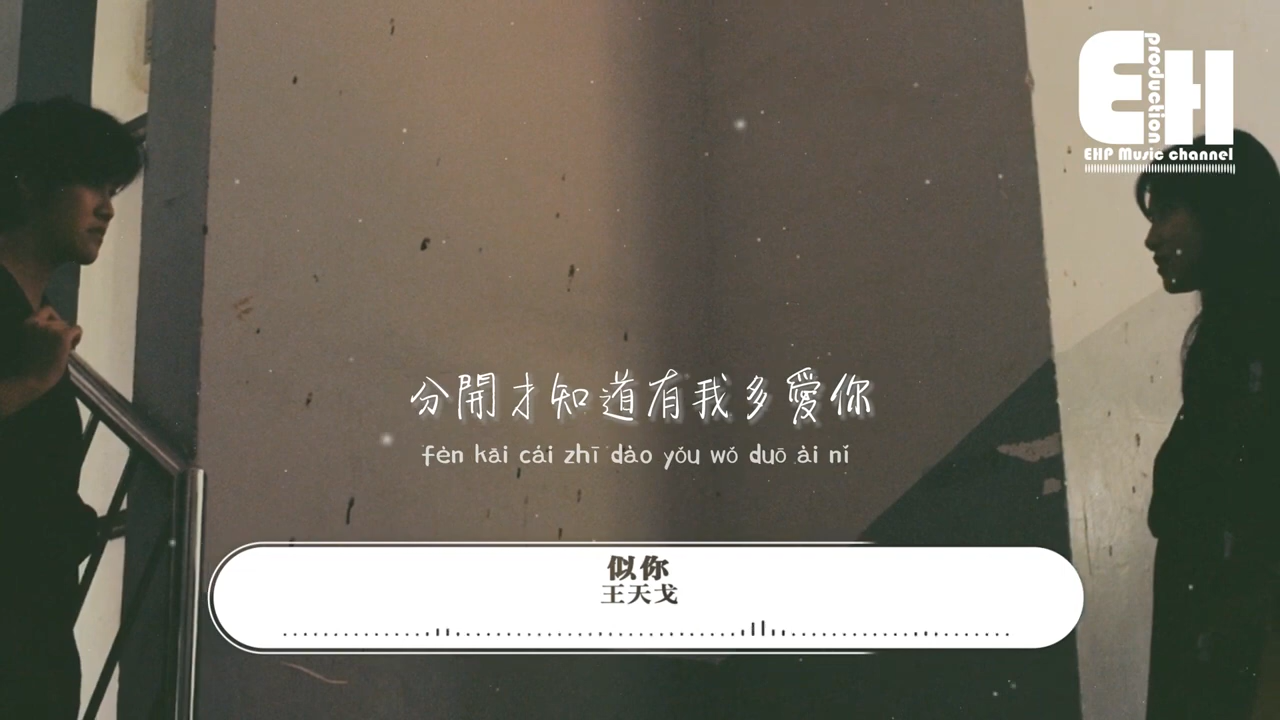 EH
production
EHP Music channel
分開才知道有我多愛你
fèn kāi cái zhī dào yǒu wǒ duō ài nǐ
似你
王天戈